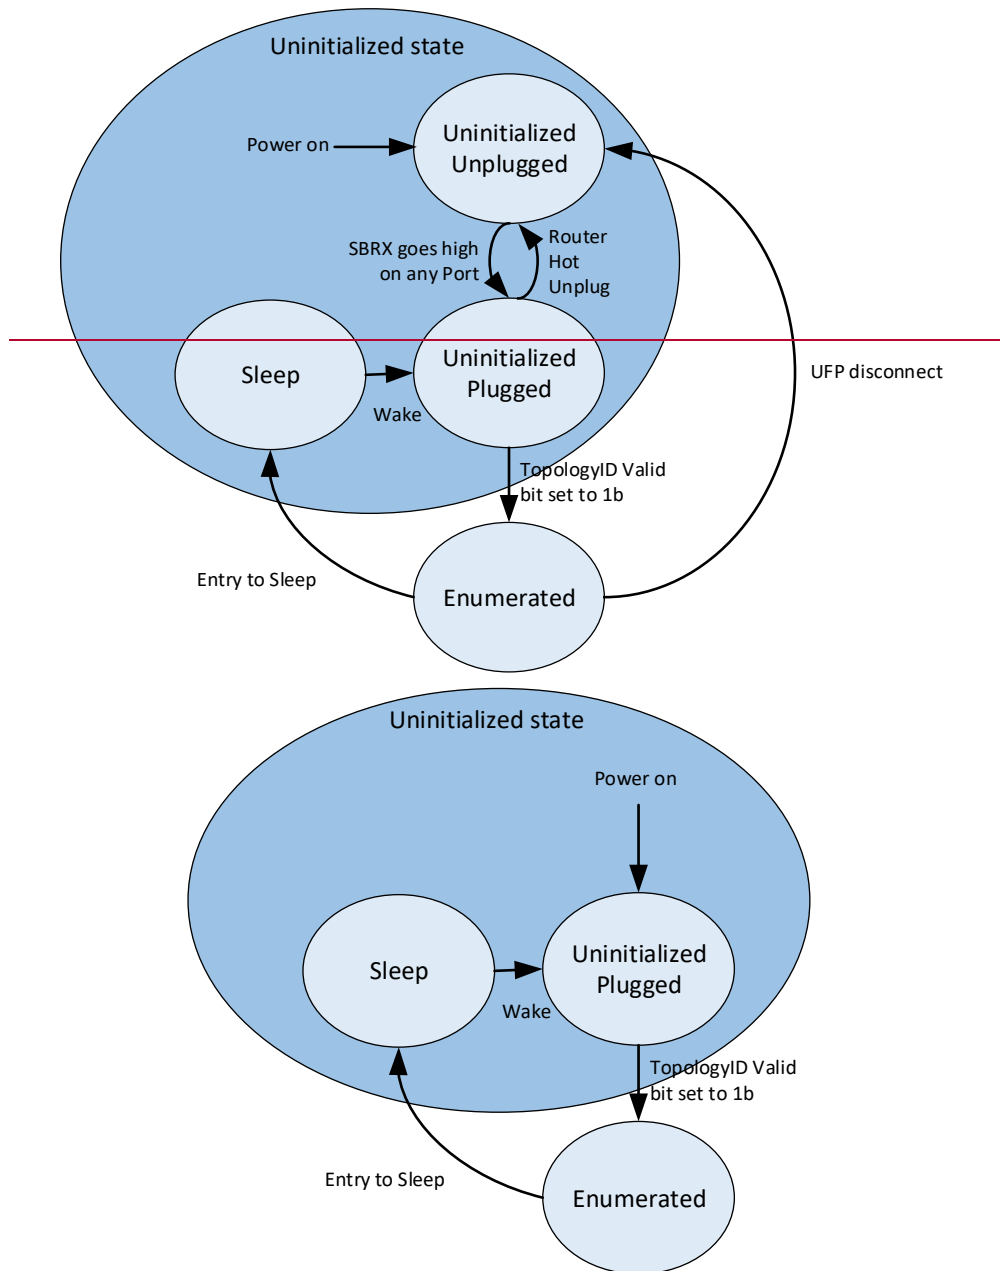 Uninitialized state
Uninitialized
Unplugged
Power on
SBRX goes high
on any Port
Router
Hot
Unplug
Sleep
Uninitialized
Plugged
Wake
UFP disconnect
TopologyID Valid
bit set to 1b
Entry to Sleep
Enumerated
Uninitialized state
Power on
Sleep
Uninitialized
Plugged
Wake
TopologyID Valid
bit set to 1b
Entry to Sleep
Enumerated